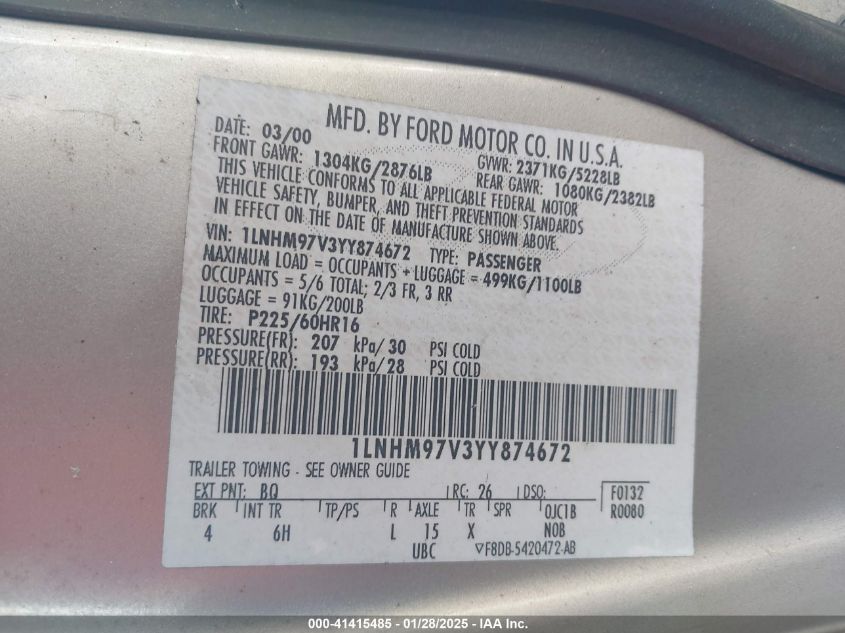 MFD. BY FORD MOTOR CO. IN U.S.A.
DATE: 03/00 GVWR: 2371KG/5228LB
FRONT GAWR: 1304KG/2876LB REAR GAWR: 1080KG/2382LB
THIS VEHICLE CONFORMS TO ALL APPLICABLE FEDERAL MOTOR
VEHICLE SAFETY, BUMPER, AND THEFT PREVENTION STANDARDS
IN EFFECT ON THE DATE OF MANUFACTURE SHOWN ABOVE.
VIN: 1LNHM97V3YY874672 TYPE: PASSENGER
MAXIMUM LOAD = OCCUPANTS + LUGGAGE = 499KG/1100LB
OCCUPANTS = 5/6 TOTAL; 2/3 FR, 3 RR
LUGGAGE = 91KG/200LB
TIRE: P225/60HR16
PRESSURE(FR): 207 kPa/30 PSI COLD
PRESSURE(RR): 193 kPa/28 PSI COLD
1LNHM97V3YY874672
TRAILER TOWING - SEE OWNER GUIDE
EXT PNT: BQ RC: 26 DSO: F0132
BRK INT TR TP/PS R AXLE TR SPR 0JC1B R0080
4 6H L 15 X NOB
UBC ▽F8DB-5420472-AB
000-41415485 - 01/28/2025 - IAA Inc.